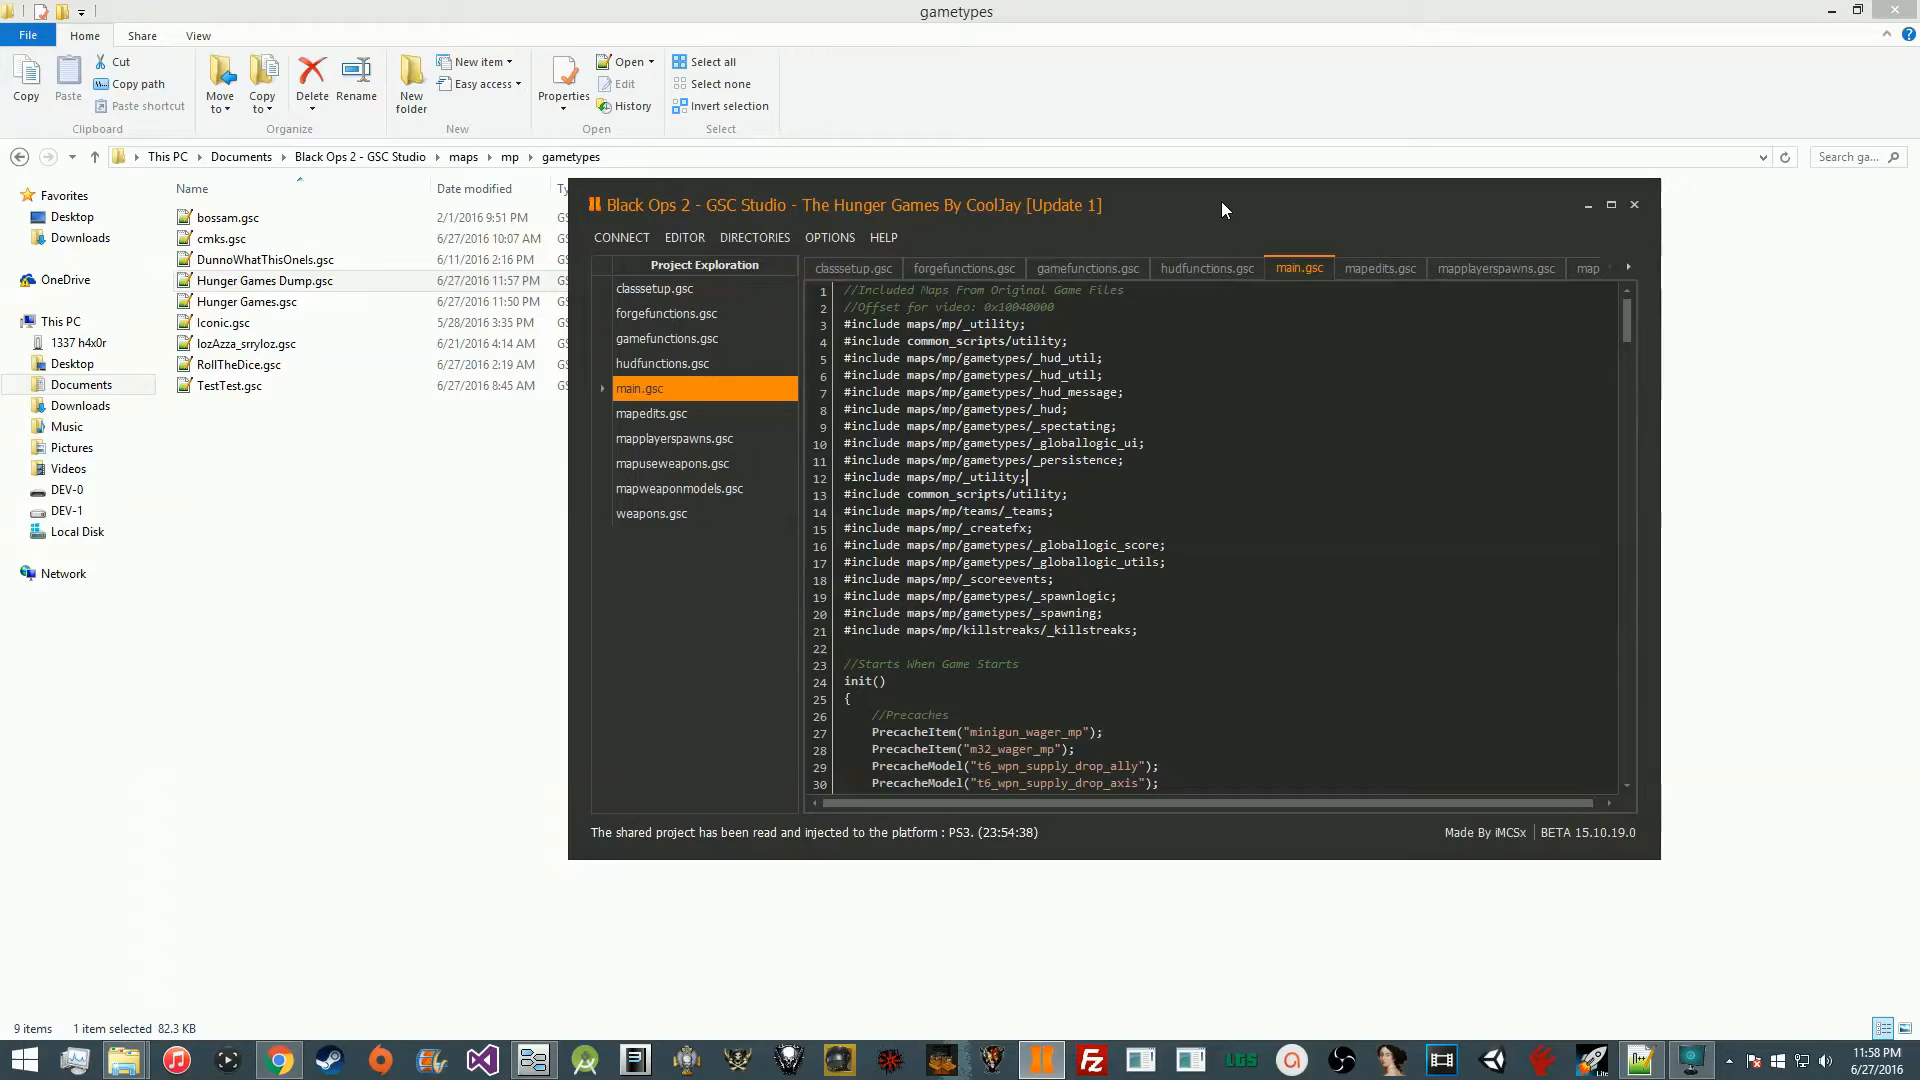 gametypes
File Home Share View
Copy
Paste
Cut
Copy path
Paste shortcut
Clipboard
Move to
Copy to
Delete
Rename
Organize
New folder
New item
Easy access
New
Properties
Open
Edit
History
Open
Select all
Select none
Invert selection
Select
This PC Documents Black Ops 2 - GSC Studio maps mp gametypes
Search ga...
Favorites
Desktop
Downloads
OneDrive
This PC
1337 h4x0r
Desktop
Documents
Downloads
Music
Pictures
Videos
DEV-0
DEV-1
Local Disk
Network
Name Date modified Ty
bossam.gsc 2/1/2016 9:51 PM GS
cmks.gsc 6/27/2016 10:07 AM GS
DunnoWhatThisOneIs.gsc 6/11/2016 2:16 PM GS
Hunger Games Dump.gsc 6/27/2016 11:57 PM GS
Hunger Games.gsc 6/27/2016 11:50 PM GS
Iconic.gsc 5/28/2016 3:35 PM GS
lozAzza_srryloz.gsc 6/21/2016 4:14 AM GS
RollTheDice.gsc 6/27/2016 2:19 AM GS
TestTest.gsc 6/27/2016 8:45 AM GS
Black Ops 2 - GSC Studio - The Hunger Games By CoolJay [Update 1]
CONNECT EDITOR DIRECTORIES OPTIONS HELP
Project Exploration
classsetup.gsc
forgefunctions.gsc
gamefunctions.gsc
hudfunctions.gsc
main.gsc
mapedits.gsc
mapplayerspawns.gsc
mapuseweapons.gsc
mapweaponmodels.gsc
weapons.gsc
classsetup.gsc forgefunctions.gsc gamefunctions.gsc hudfunctions.gsc main.gsc mapedits.gsc mapplayerspawns.gsc map
1 //Included Maps From Original Game Files
2 //Offset for video: 0x10040000
3 #include maps/mp/_utility;
4 #include common_scripts/utility;
5 #include maps/mp/gametypes/_hud_util;
6 #include maps/mp/gametypes/_hud_util;
7 #include maps/mp/gametypes/_hud_message;
8 #include maps/mp/gametypes/_hud;
9 #include maps/mp/gametypes/_spectating;
10 #include maps/mp/gametypes/_globallogic_ui;
11 #include maps/mp/gametypes/_persistence;
12 #include maps/mp/_utility;
13 #include common_scripts/utility;
14 #include maps/mp/teams/_teams;
15 #include maps/mp/_createfx;
16 #include maps/mp/gametypes/_globallogic_score;
17 #include maps/mp/gametypes/_globallogic_utils;
18 #include maps/mp/_scoreevents;
19 #include maps/mp/gametypes/_spawnlogic;
20 #include maps/mp/gametypes/_spawning;
21 #include maps/mp/killstreaks/_killstreaks;
22
23 //Starts When Game Starts
24 init()
25 {
26 //Precaches
27 PrecacheItem("minigun_wager_mp");
28 PrecacheItem("m32_wager_mp");
29 PrecacheModel("t6_wpn_supply_drop_ally");
30 PrecacheModel("t6_wpn_supply_drop_axis");
The shared project has been read and injected to the platform : PS3. (23:54:38)
Made By iMCSx BETA 15.10.19.0
9 items 1 item selected 82.3 KB
LGS
Lite
11:58 PM
6/27/2016